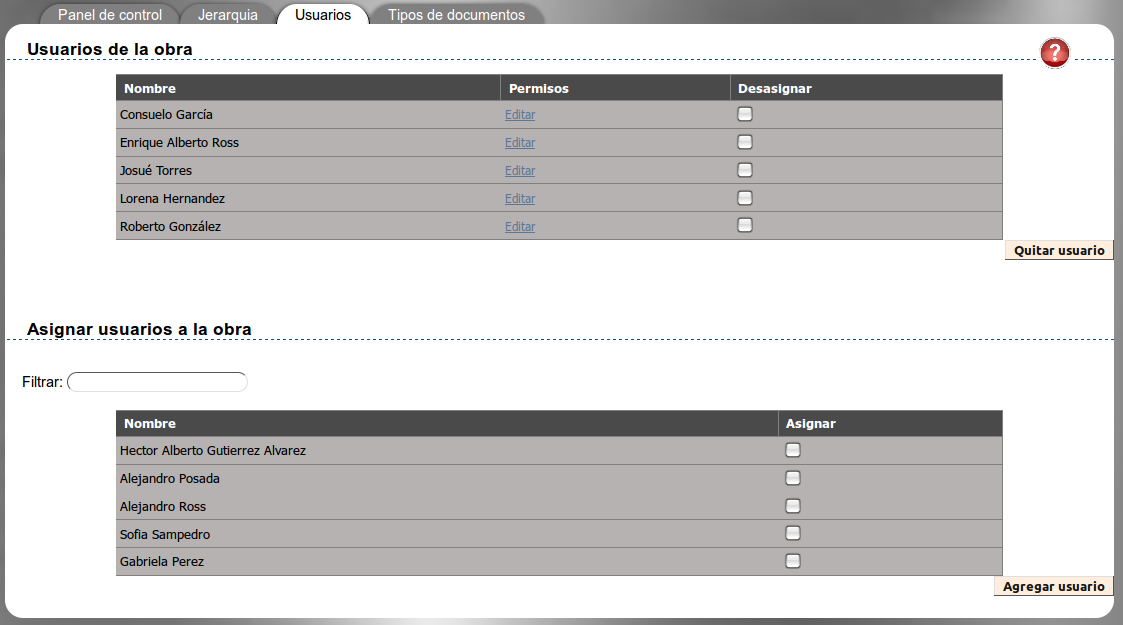 Panel de control Jerarquia Usuarios Tipos de documentos
Usuarios de la obra
?
Nombre Permisos Desasignar
Consuelo García Editar
Enrique Alberto Ross Editar
Josué Torres Editar
Lorena Hernandez Editar
Roberto González Editar
Quitar usuario
Asignar usuarios a la obra
Filtrar:
Nombre Asignar
Hector Alberto Gutierrez Alvarez
Alejandro Posada
Alejandro Ross
Sofia Sampedro
Gabriela Perez
Agregar usuario